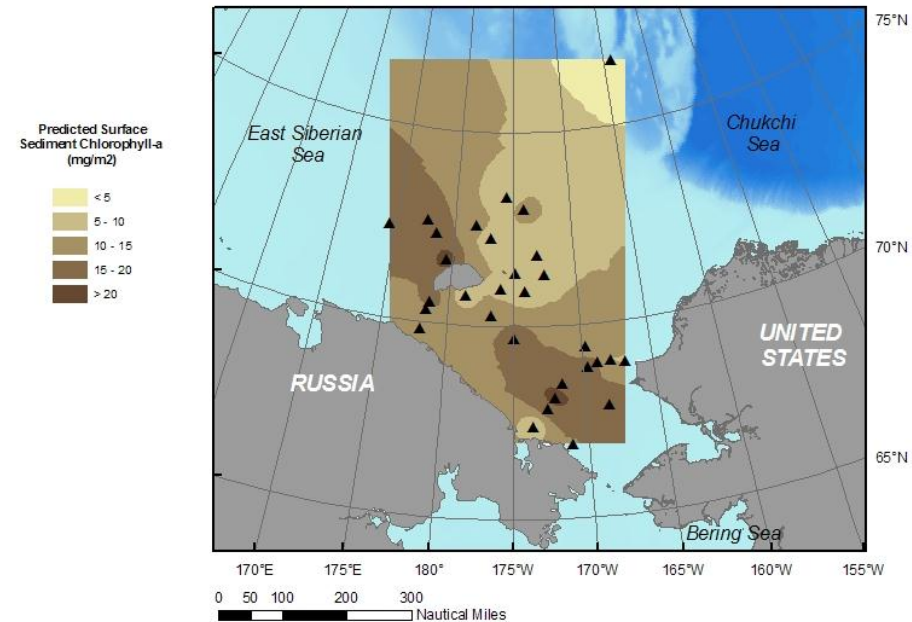 Predicted Surface
Sediment Chlorophyll-a
(mg/m2)
< 5
5 - 10
10 - 15
15 - 20
> 20
East Siberian
Sea
Chukchi
Sea
RUSSIA
UNITED
STATES
Bering Sea
75°N
70°N
65°N
170°E
175°E
180°
175°W
170°W
165°W
160°W
155°W
0 50 100 200 300
Nautical Miles